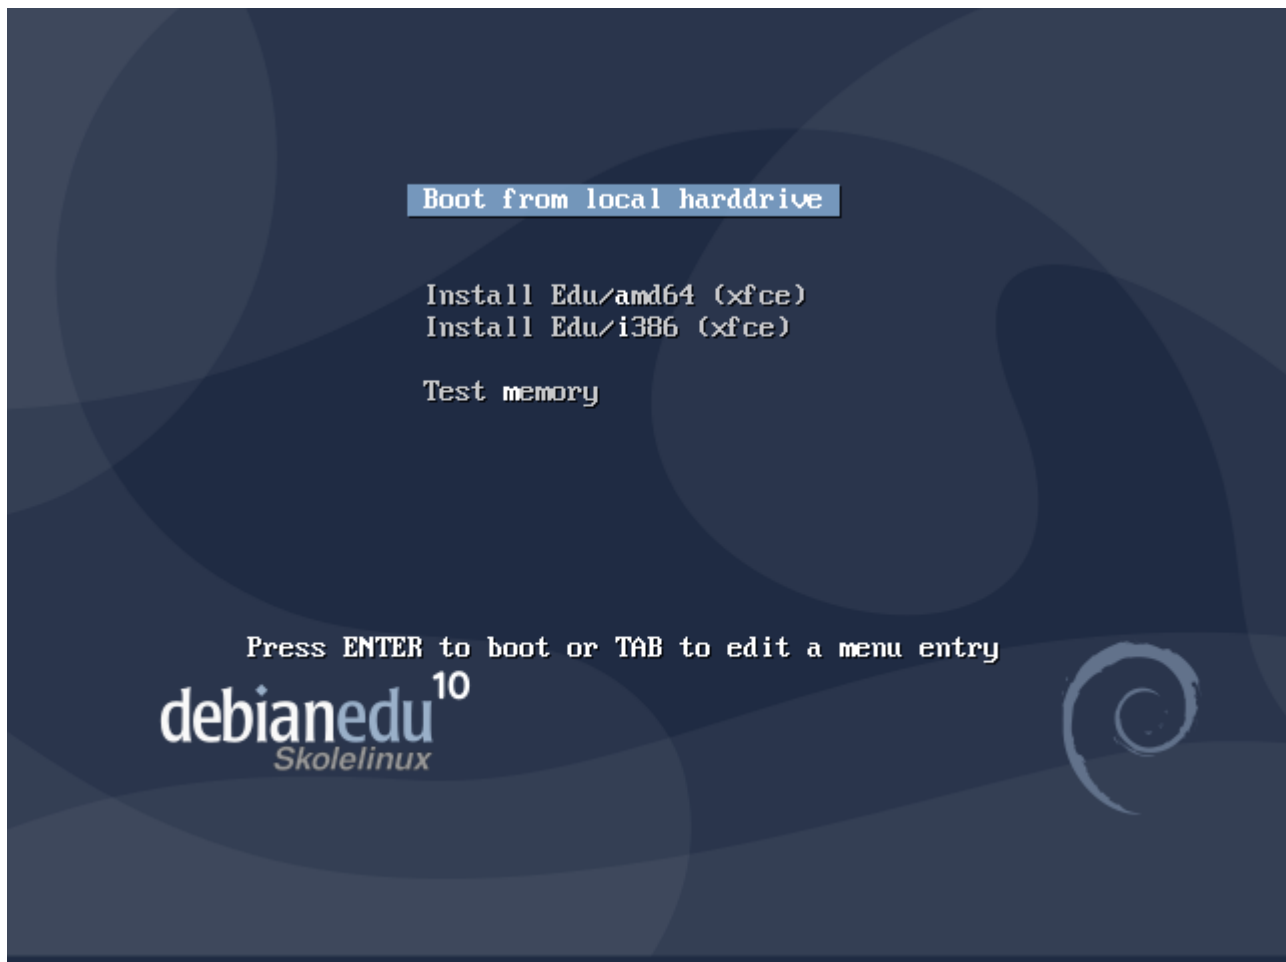 Boot from local harddrive
Install Edu/amd64 (xfce)
Install Edu/i386 (xfce)
Test memory
Press ENTER to boot or TAB to edit a menu entry
debianedu 10
Skolelinux